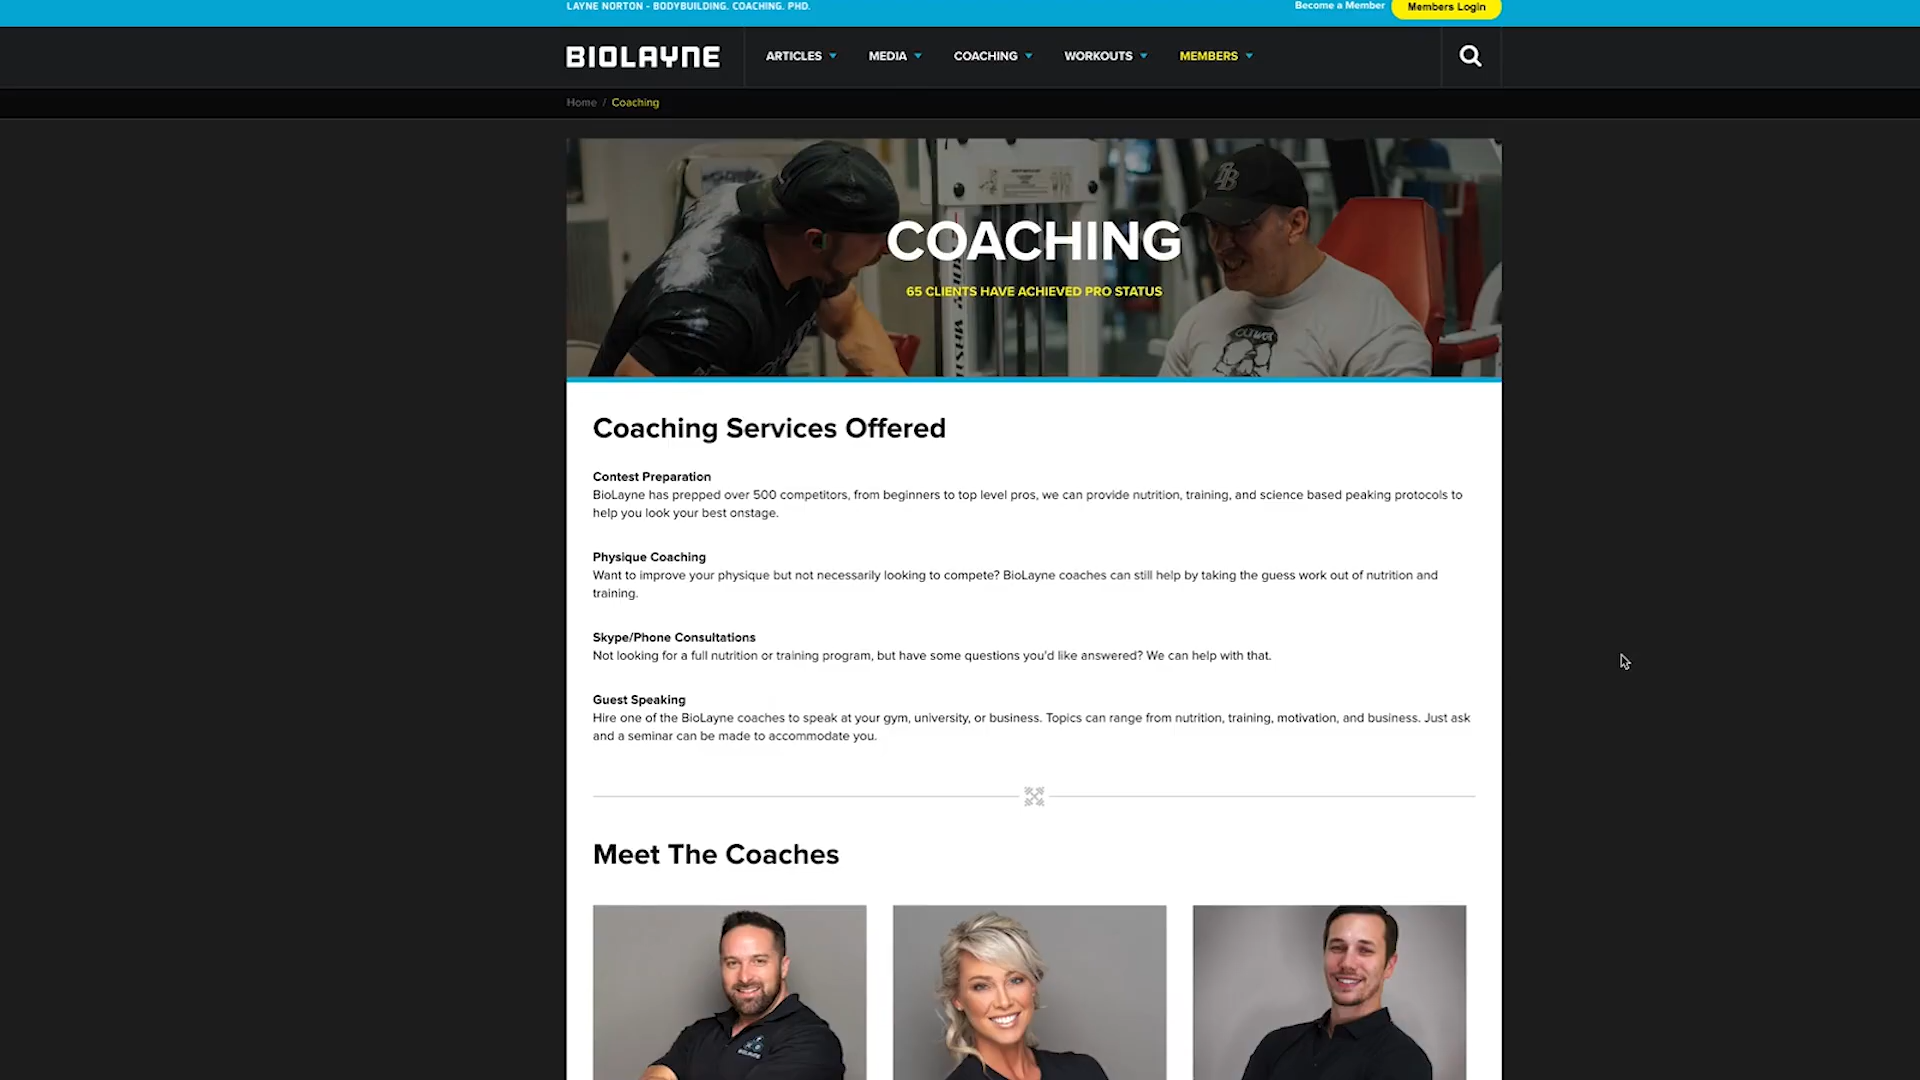 LAYNE NORTON - BODYBUILDING. COACHING. PHD.
Become a Member
Members Login
BIOLAYNE
ARTICLES
MEDIA
COACHING
WORKOUTS
MEMBERS
Home / Coaching
COACHING
65 CLIENTS HAVE ACHIEVED PRO STATUS
Coaching Services Offered
Contest Preparation
BioLayne has prepped over 500 competitors, from beginners to top level pros, we can provide nutrition, training, and science based peaking protocols to
help you look your best onstage.
Physique Coaching
Want to improve your physique but not necessarily looking to compete? BioLayne coaches can still help by taking the guess work out of nutrition and
training.
Skype/Phone Consultations
Not looking for a full nutrition or training program, but have some questions you'd like answered? We can help with that.
Guest Speaking
Hire one of the BioLayne coaches to speak at your gym, university, or business. Topics can range from nutrition, training, motivation, and business. Just ask
and a seminar can be made to accommodate you.
Meet The Coaches
BIOLAYNE